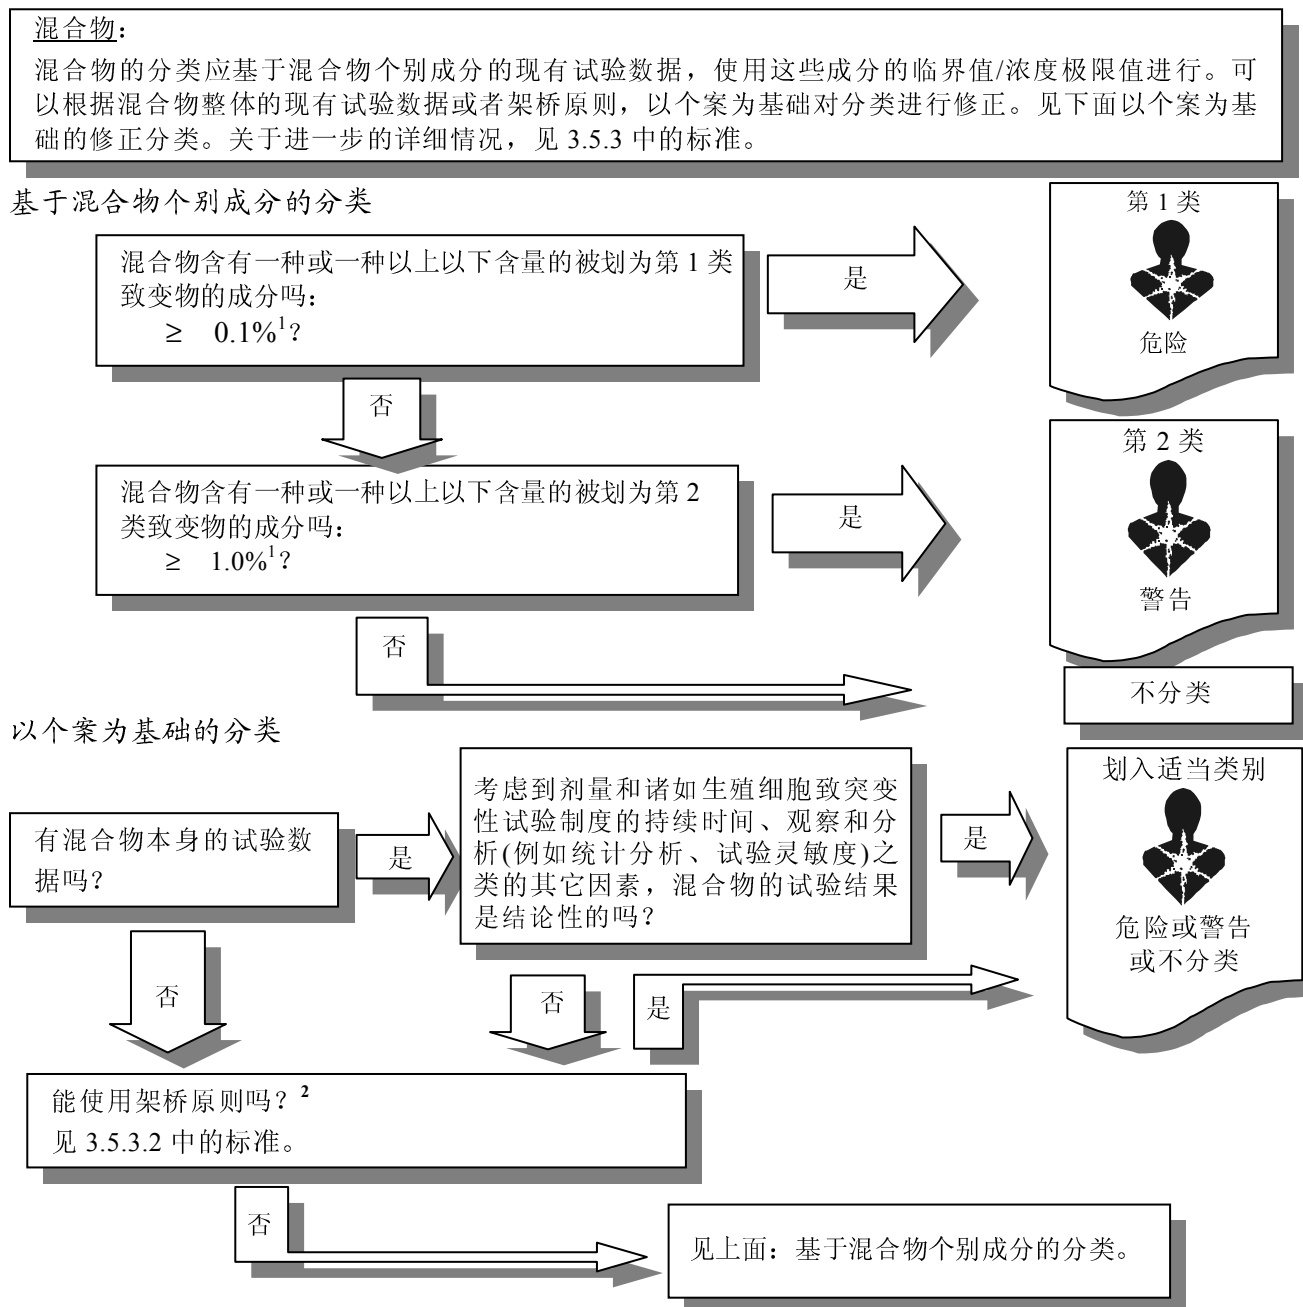 混合物：
混合物的分类应基于混合物个别成分的现有试验数据，使用这些成分的临界值/浓度极限值进行。可
以根据混合物整体的现有试验数据或者架桥原则，以个案为基础对分类进行修正。见下面以个案为基
础的修正分类。关于进一步的详细情况，见 3.5.3 中的标准。
基于混合物个别成分的分类
混合物含有一种或一种以上以下含量的被划为第 1 类
致变物的成分吗：
≥ 0.1%¹？
是
第 1 类
危险
否
混合物含有一种或一种以上以下含量的被划为第 2
类致变物的成分吗：
≥ 1.0%¹？
是
第 2 类
警告
否
不分类
以个案为基础的分类
有混合物本身的试验数
据吗？
是
考虑到剂量和诸如生殖细胞致突变
性试验制度的持续时间、观察和分
析(例如统计分析、试验灵敏度)之
类的其它因素，混合物的试验结果
是结论性的吗？
是
划入适当类别
危险或警告
或不分类
否
否
是
能使用架桥原则吗？²
见 3.5.3.2 中的标准。
否
见上面：基于混合物个别成分的分类。